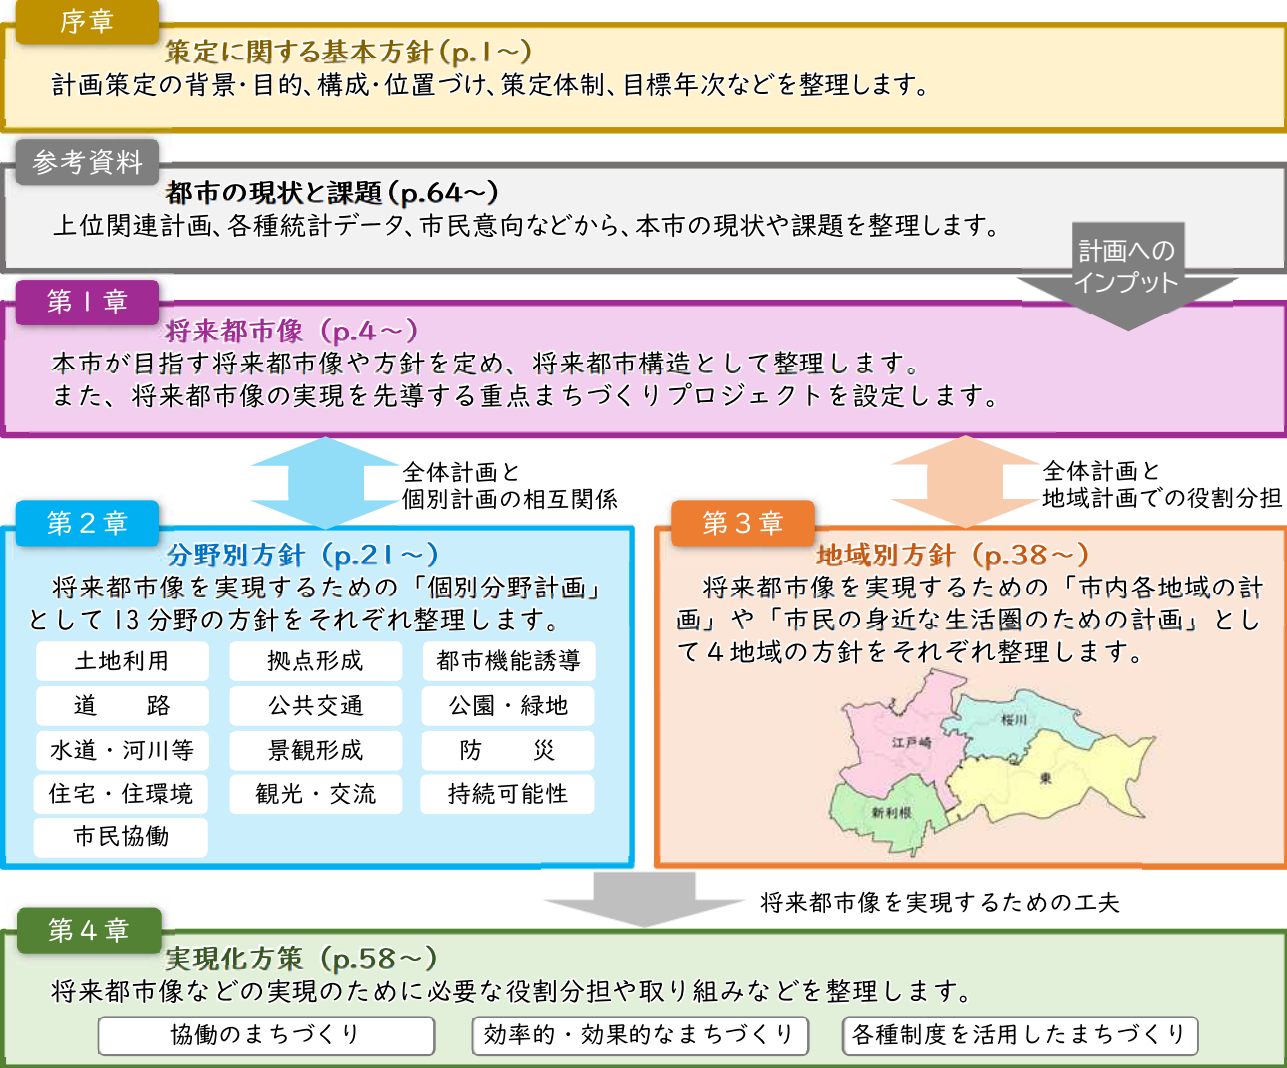 序章
策定に関する基本方針(p.1～)
計画策定の背景・目的、構成・位置づけ、策定体制、目標年次などを整理します。
参考資料
都市の現状と課題(p.64～)
上位関連計画、各種統計データ、市民意向などから、本市の現状や課題を整理します。
計画への
インプット
第1章
将来都市像（p.4～）
本市が目指す将来都市像や方針を定め、将来都市構造として整理します。
また、将来都市像の実現を先導する重点まちづくりプロジェクトを設定します。
全体計画と
個別計画の相互関係
全体計画と
地域計画での役割分担
第2章
分野別方針（p.21～）
将来都市像を実現するための「個別分野計画」
として13分野の方針をそれぞれ整理します。
土地利用
拠点形成
都市機能誘導
道　　路
公共交通
公園・緑地
水道・河川等
景観形成
防　　災
住宅・住環境
観光・交流
持続可能性
市民協働
第3章
地域別方針（p.38～）
将来都市像を実現するための「市内各地域の計
画」や「市民の身近な生活圏のための計画」とし
て4地域の方針をそれぞれ整理します。
桜川
江戸崎
東
新利根
将来都市像を実現するための工夫
第4章
実現化方策（p.58～）
将来都市像などの実現のために必要な役割分担や取り組みなどを整理します。
協働のまちづくり
効率的・効果的なまちづくり
各種制度を活用したまちづくり